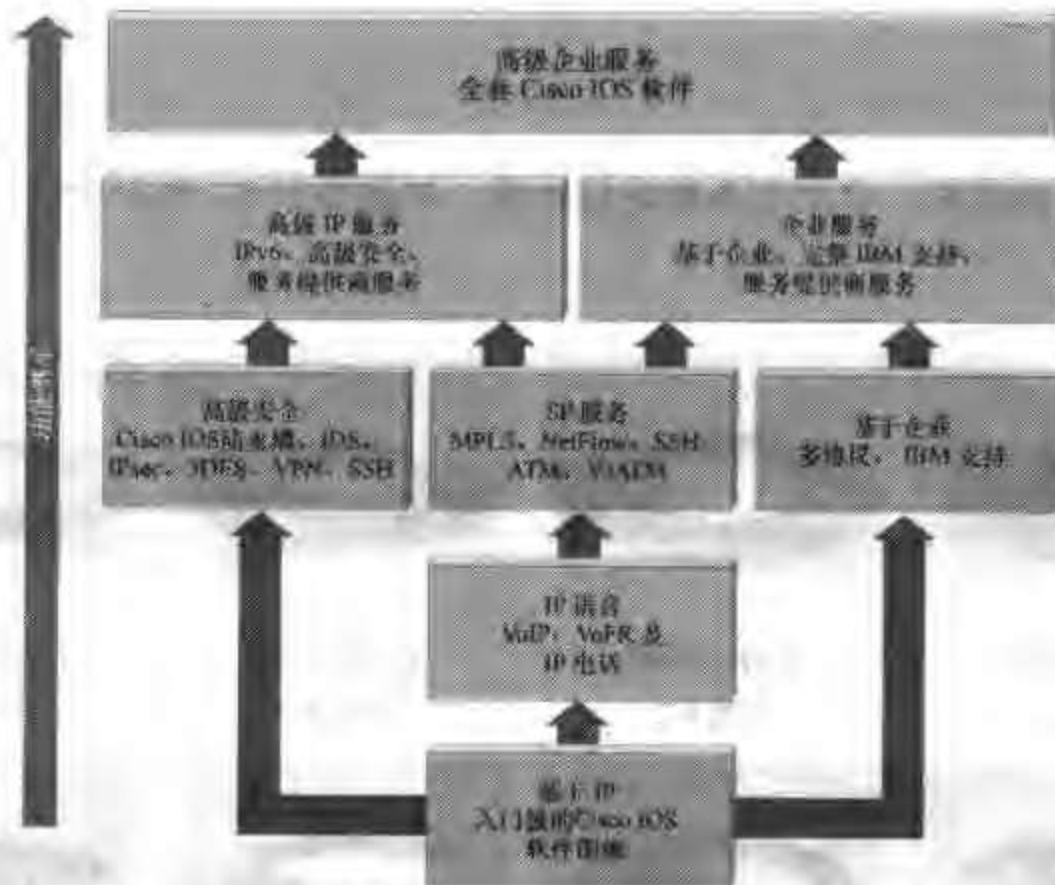 高级企业服务
全套 Cisco IOS 软件
高级 IP 服务
IPv6、高级安全、
服务提供商服务
企业服务
基于企业、完整 IBM 支持、
服务提供商服务
高级安全
Cisco IOS防火墙、IDS、
IPsec、3DES、VPN、SSH
SP 服务
MPLS、NetFlow、SSH
ATM、VoATM
基于企业
多协议、IBM 支持
IP 语音
VoIP、VoFR 及
IP 电话
基于 IP
入门级的Cisco IOS
软件图像